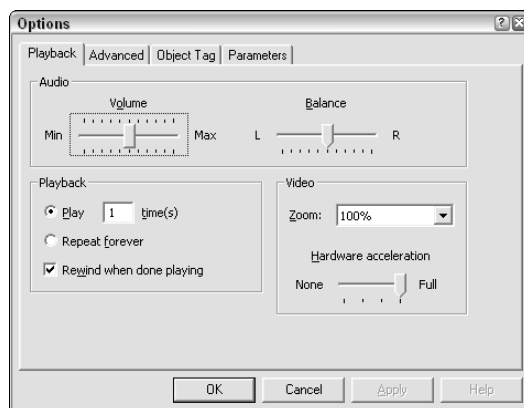 Options
Playback Advanced Object Tag Parameters
Audio
Volume
Min Max
Balance
L R
Playback
Play 1 time(s)
Repeat forever
Rewind when done playing
Video
Zoom: 100%
Hardware acceleration
None Full
OK Cancel Apply Help